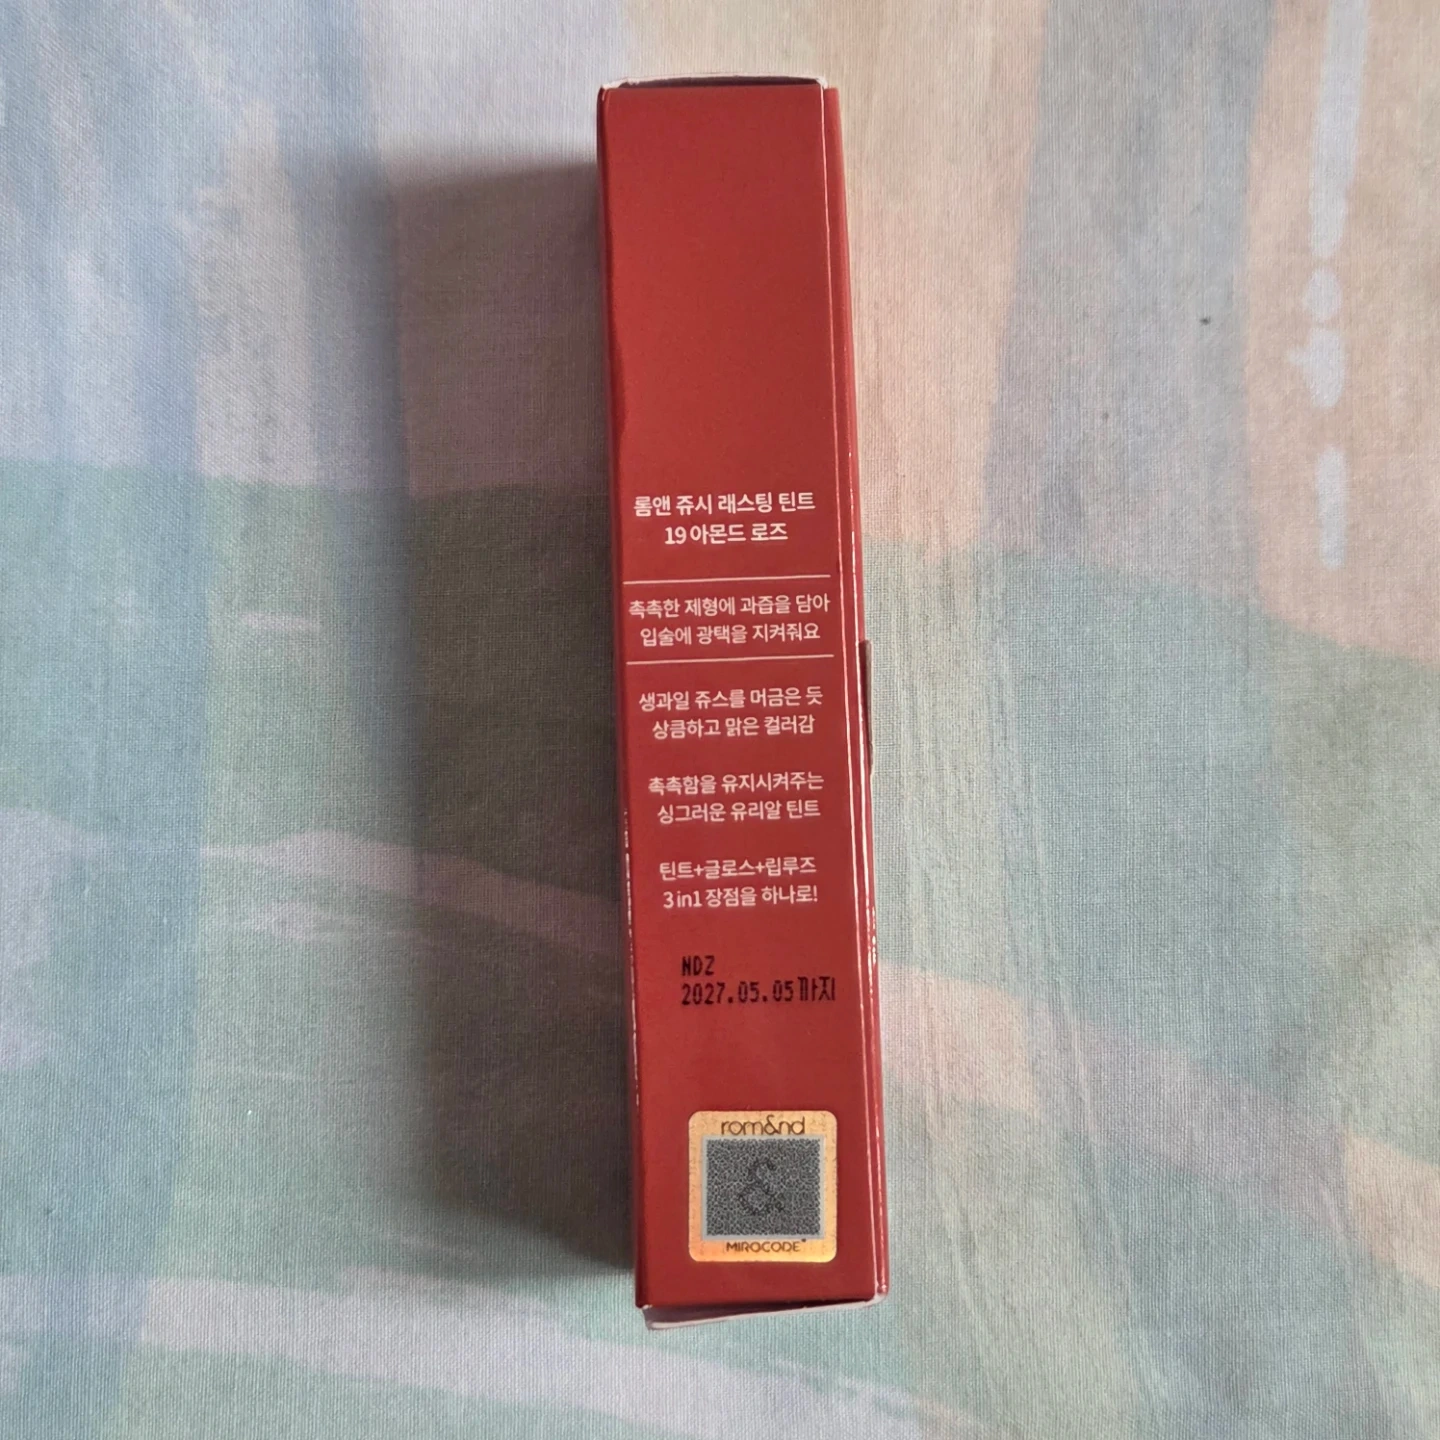 롬앤 쥬시 래스팅 틴트
19 아몬드 로즈
촉촉한 제형에 과즙을 담아
입술에 광택을 지켜줘요
생과일 쥬스를 머금은 듯
상큼하고 맑은 컬러감
촉촉함을 유지시켜주는
싱그러운 유리알 틴트
틴트+글로스+립루즈
3 in1 장점을 하나로!
NDZ
2027.05.05까지
rom&nd
&
MIROCODE